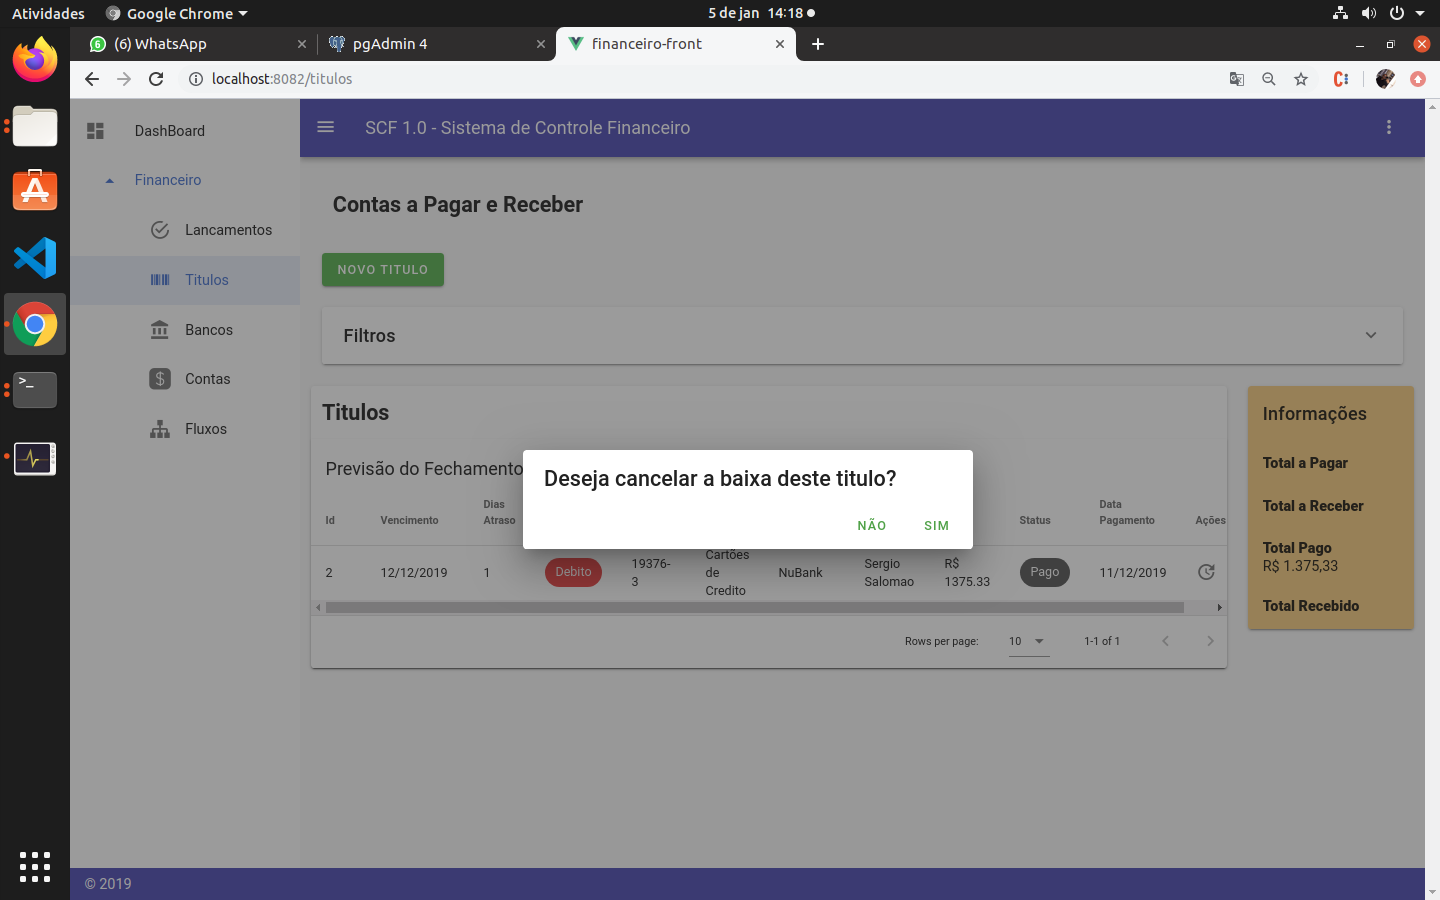 Atividades
Google Chrome
5 de jan 14:18
(6) WhatsApp
pgAdmin 4
financeiro-front
localhost:8082/titulos
DashBoard
Financeiro
Lancamentos
Titulos
Bancos
Contas
Fluxos
SCF 1.0 - Sistema de Controle Financeiro
Contas a Pagar e Receber
NOVO TITULO
Filtros
Titulos
Previsão do Fechamento
Deseja cancelar a baixa deste titulo?
NÃO SIM
Id Vencimento Dias Atraso Status Data Pagamento Ações
2 12/12/2019 1 Debito 19376-3 Cartões de Credito NuBank Sergio Salomao R$ 1375.33 Pago 11/12/2019
Rows per page: 10 1-1 of 1
Informações
Total a Pagar
Total a Receber
Total Pago
R$ 1.375,33
Total Recebido
© 2019